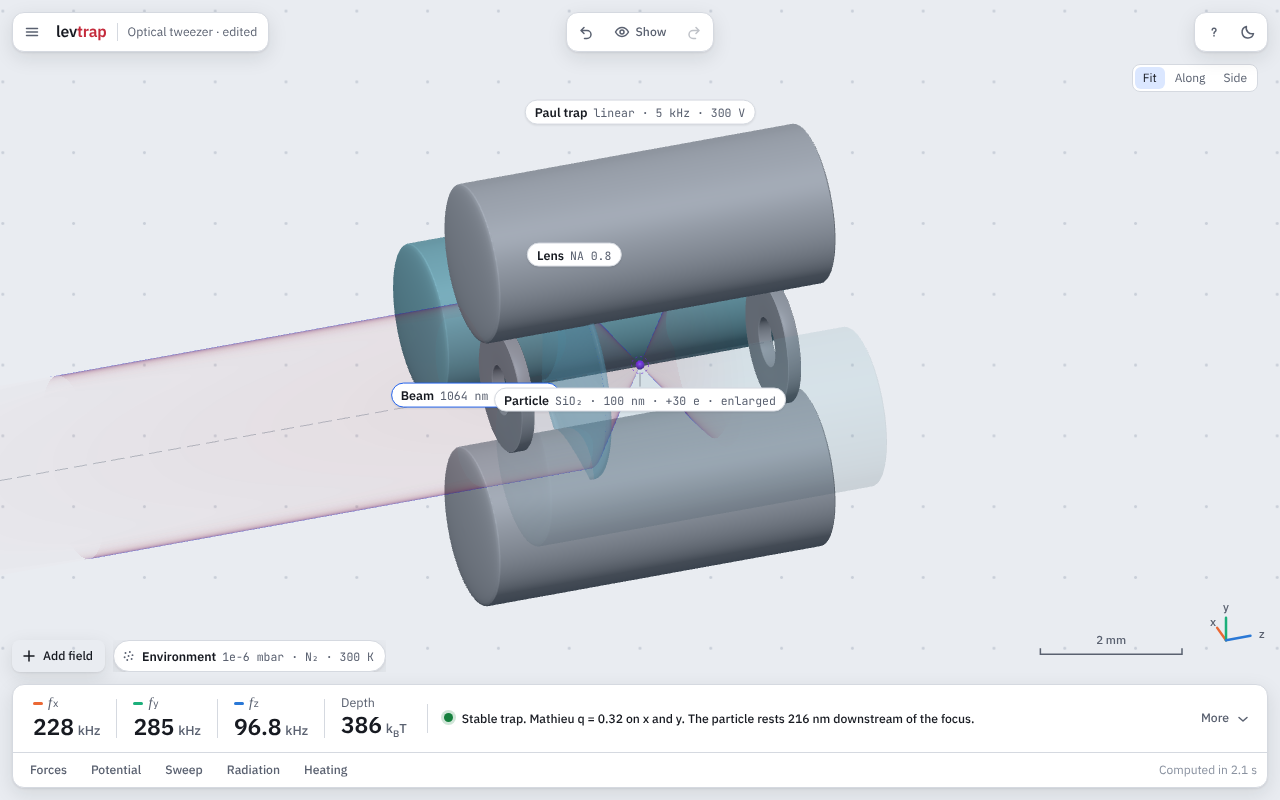 levtrap Optical tweezer · edited
Show
?
Fit Along Side
Paul trap linear · 5 kHz · 300 V
Lens NA 0.8
Beam 1064 nm
Particle SiO₂ · 100 nm · +30 e · enlarged
y
x
z
2 mm
+ Add field
Environment 1e-6 mbar · N₂ · 300 K
fx
228 kHz
fy
285 kHz
fz
96.8 kHz
Depth
386 kBT
Stable trap. Mathieu q = 0.32 on x and y. The particle rests 216 nm downstream of the focus.
More
Forces Potential Sweep Radiation Heating
Computed in 2.1 s